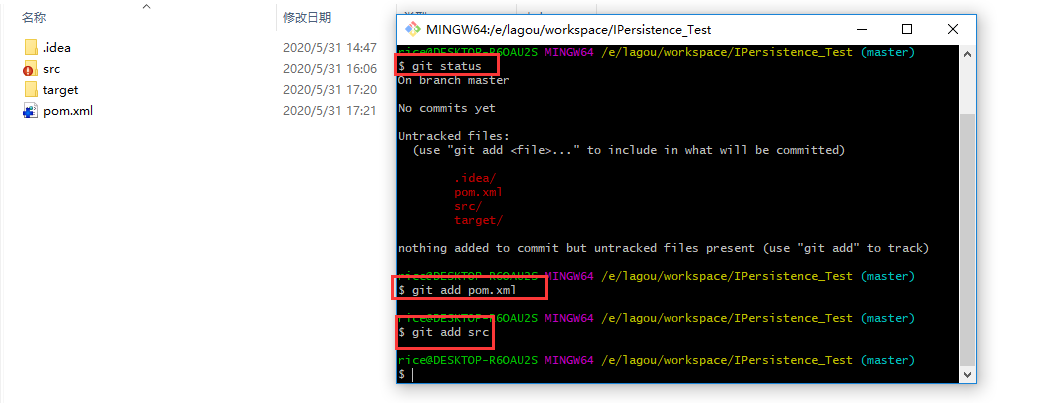 名称
修改日期
.idea
2020/5/31 14:47
src
2020/5/31 16:06
target
2020/5/31 17:20
pom.xml
2020/5/31 17:21
MINGW64:/e/lagou/workspace/IPersistence_Test
rice@DESKTOP-R6OAU2S MINGW64 /e/lagou/workspace/IPersistence_Test (master)
$ git status
On branch master
No commits yet
Untracked files:
(use "git add <file>..." to include in what will be committed)
.idea/
pom.xml
src/
target/
nothing added to commit but untracked files present (use "git add" to track)
rice@DESKTOP-R6OAU2S MINGW64 /e/lagou/workspace/IPersistence_Test (master)
$ git add pom.xml
rice@DESKTOP-R6OAU2S MINGW64 /e/lagou/workspace/IPersistence_Test (master)
$ git add src
rice@DESKTOP-R6OAU2S MINGW64 /e/lagou/workspace/IPersistence_Test (master)
$